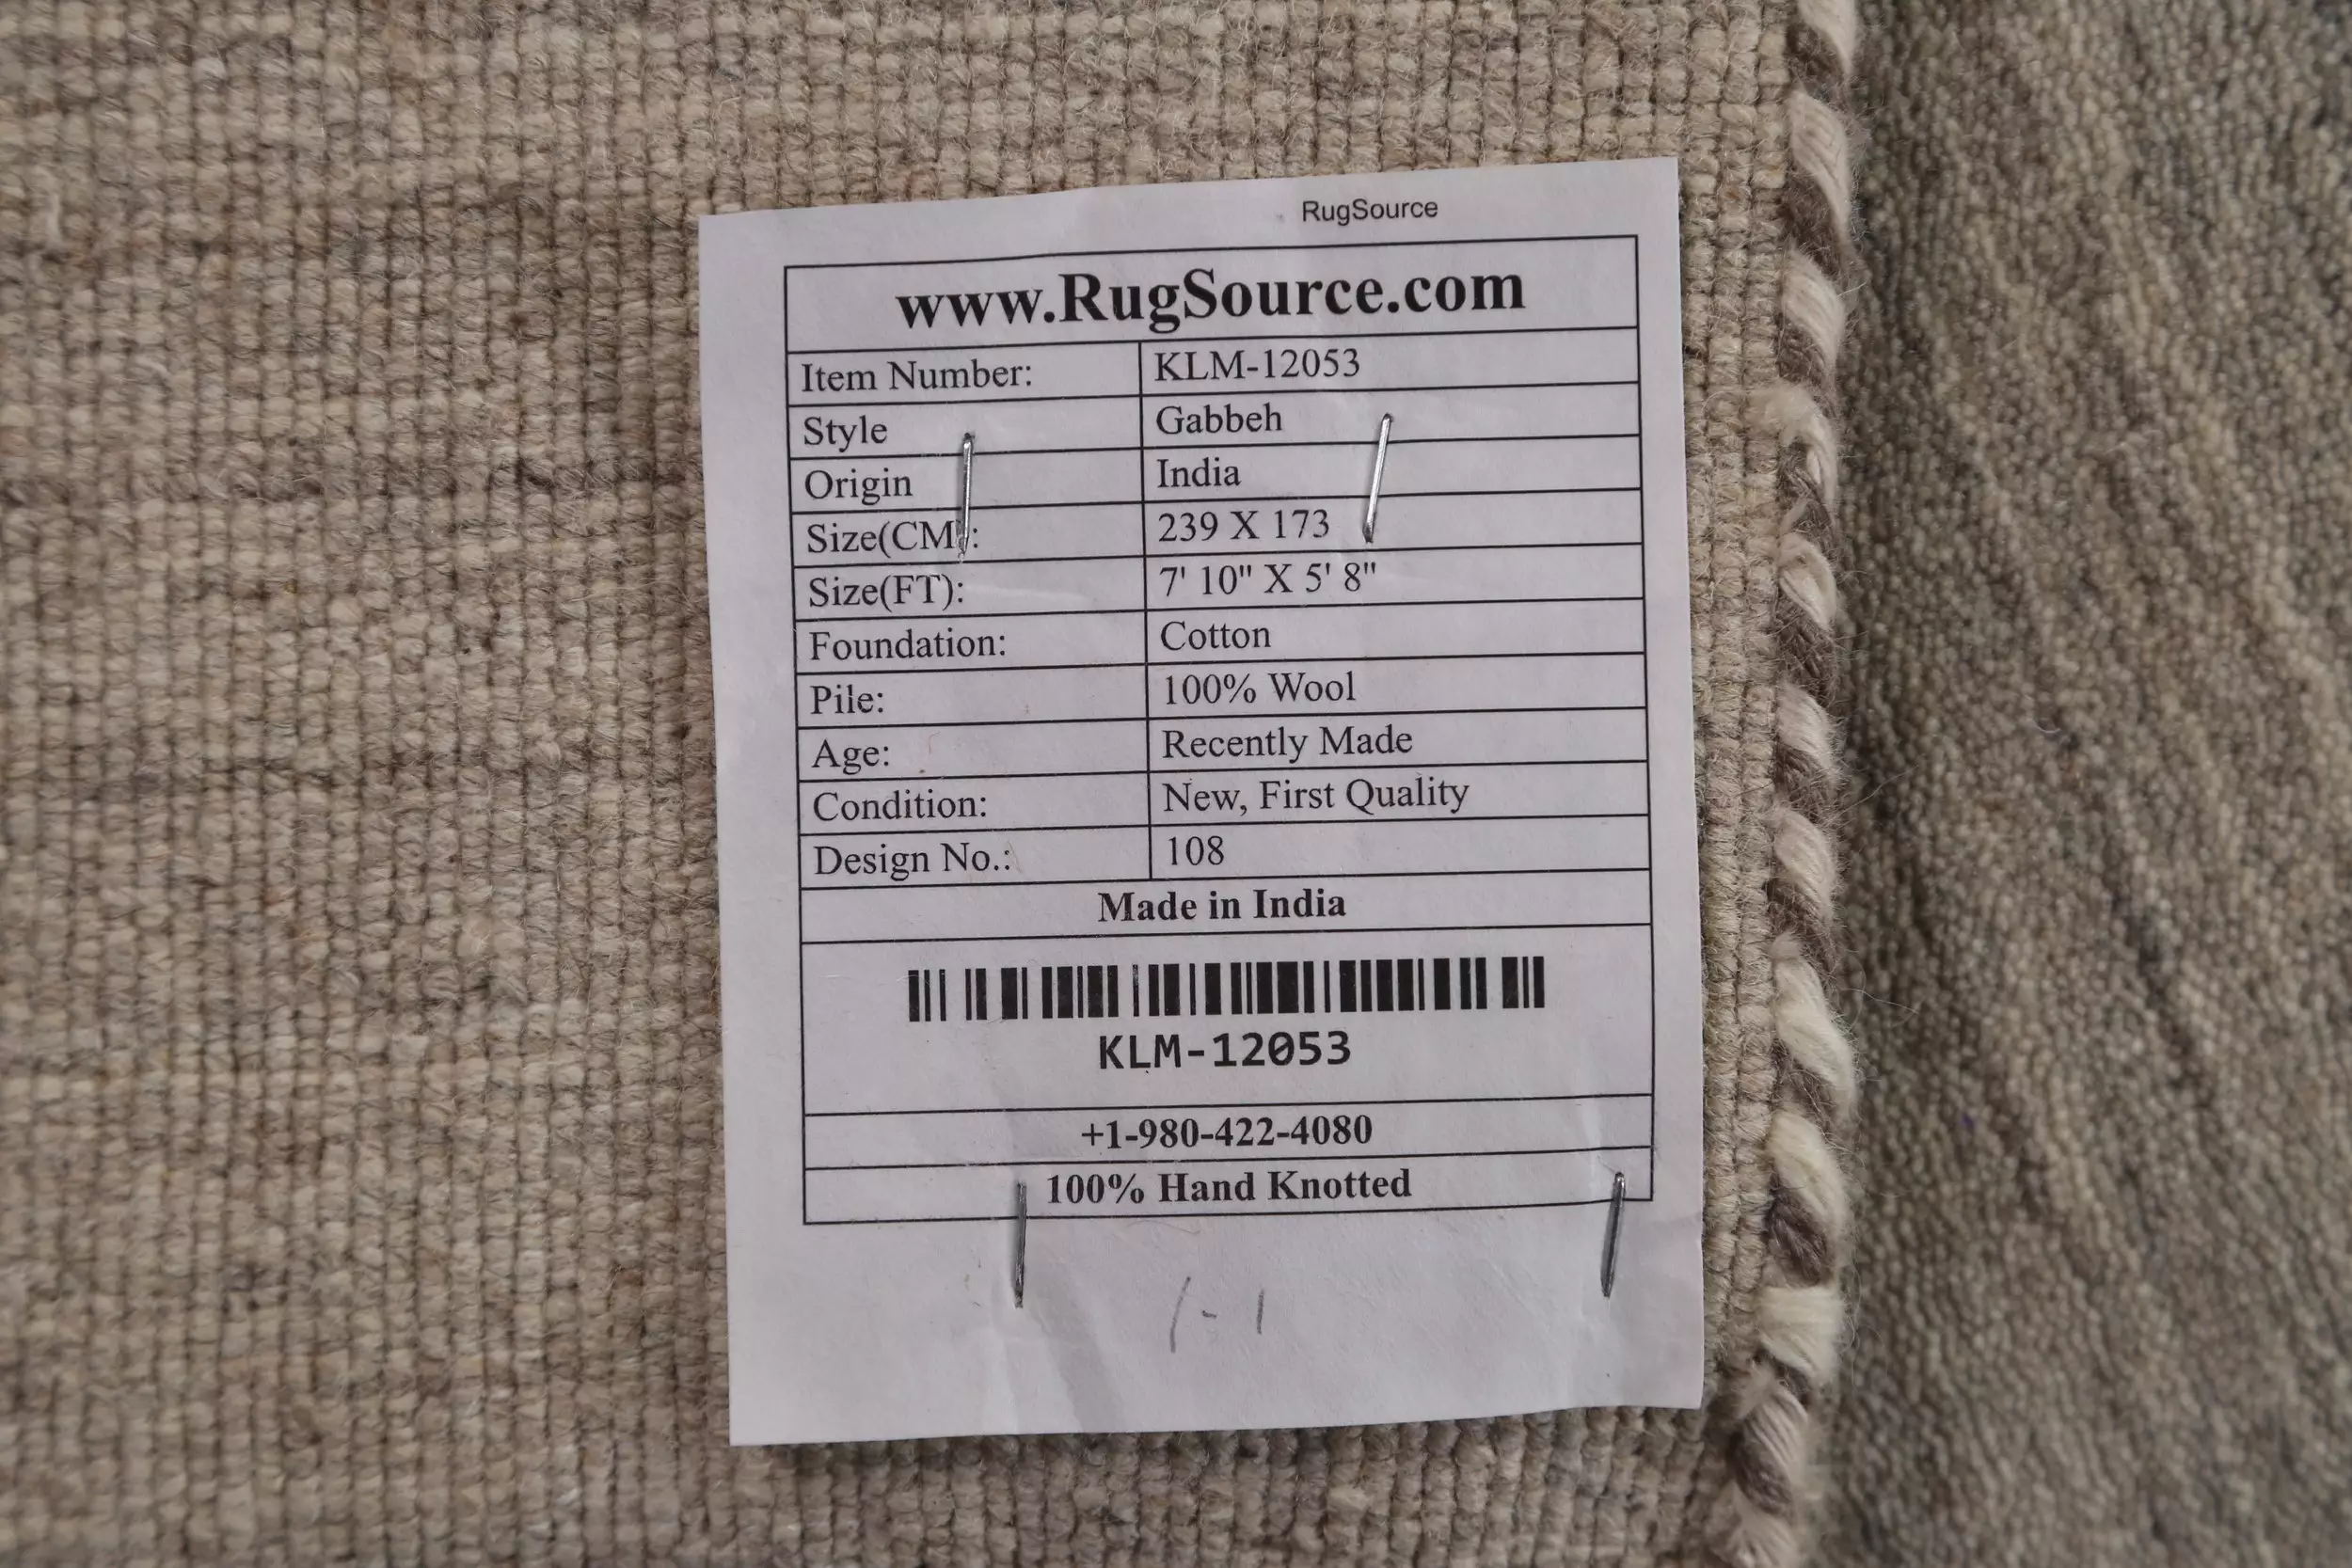 RugSource
www.RugSource.com
Item Number: KLM-12053
Style Gabbeh
Origin India
Size(CM): 239 X 173
Size(FT): 7' 10" X 5' 8"
Foundation: Cotton
Pile: 100% Wool
Age: Recently Made
Condition: New, First Quality
Design No.: 108
Made in India
KLM-12053
+1-980-422-4080
100% Hand Knotted
1-1